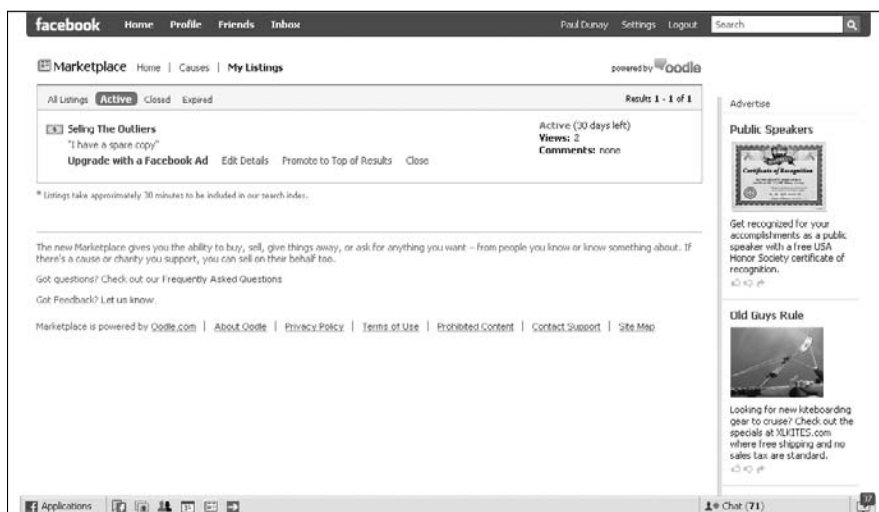 facebook Home Profile Friends Inbox Paul Dunay Settings Logout Search
Marketplace Home | Causes | My Listings powered by oodle
All Listings Active Closed Expired Results 1 - 1 of 1
Selling The Outliers
"I have a spare copy"
Upgrade with a Facebook Ad Edit Details Promote to Top of Results Close
Active (30 days left)
Views: 2
Comments: none
* Listings take approximately 30 minutes to be included in our search index.
The new Marketplace gives you the ability to buy, sell, give things away, or ask for anything you want – from people you know or know something about. If
there's a cause or charity you support, you can sell on their behalf too.
Got questions? Check out our Frequently Asked Questions
Got Feedback? Let us know.
Marketplace is powered by Oodle.com | About Oodle | Privacy Policy | Terms of Use | Prohibited Content | Contact Support | Site Map
Advertise
Public Speakers
Certificate of Recognition
Get recognized for your
accomplishments as a public
speaker with a free USA
Honor Society certificate of
recognition.
Old Guys Rule
Looking for new kiteboarding
gear to cruise? Check out the
specials at XLKITES.com
where free shipping and no
sales tax are standard.
Applications Chat (71) 37